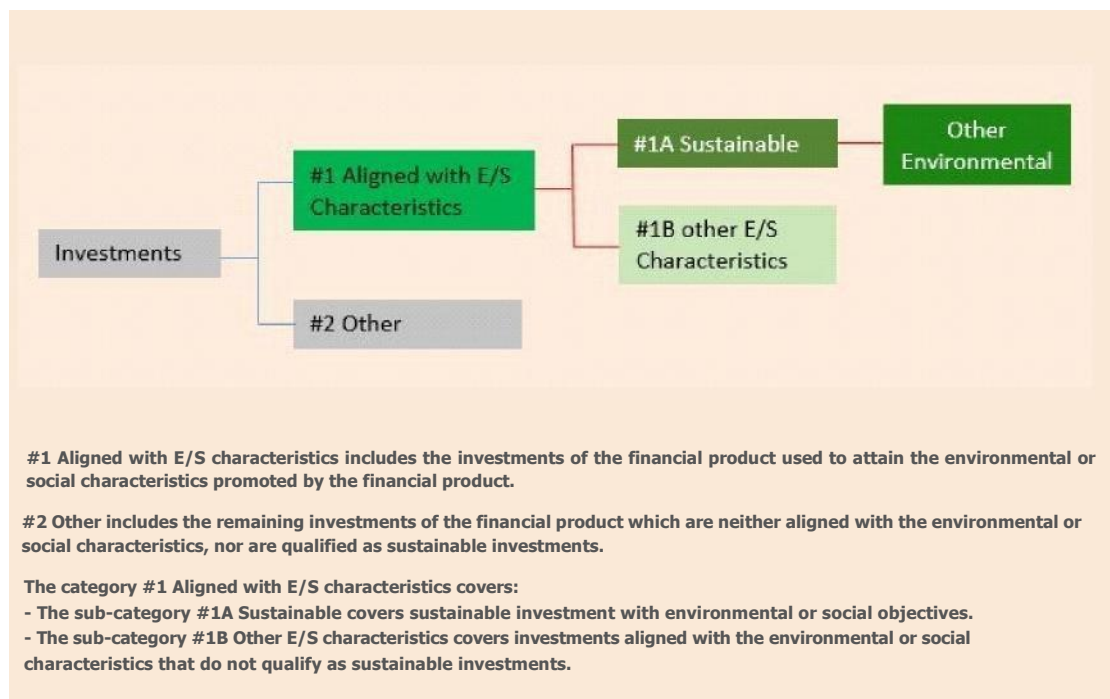 Other
Environmental
#1A Sustainable
#1 Aligned with E/S
Characteristics
#1B other E/S
Characteristics
Investments
#2 Other
#1 Aligned with E/S characteristics includes the investments of the financial product used to attain the environmental or
social characteristics promoted by the financial product.
#2 Other includes the remaining investments of the financial product which are neither aligned with the environmental or
social characteristics, nor are qualified as sustainable investments.
The category #1 Aligned with E/S characteristics covers:
- The sub-category #1A Sustainable covers sustainable investment with environmental or social objectives.
- The sub-category #1B Other E/S characteristics covers investments aligned with the environmental or social
characteristics that do not qualify as sustainable investments.